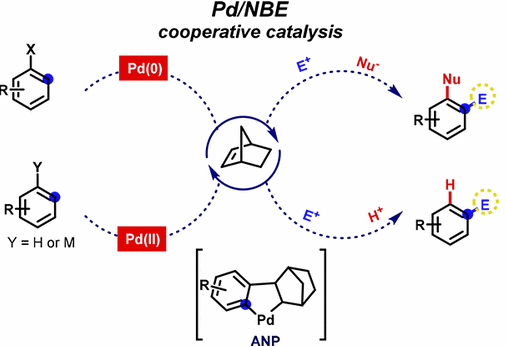 Pd/NBE
cooperative catalysis
X
R
Pd(0)
E⁺
Nu⁻
Nu
E
R
Y
R
Y = H or M
Pd(II)
E⁺
H⁺
H
E
R
R
Pd
ANP